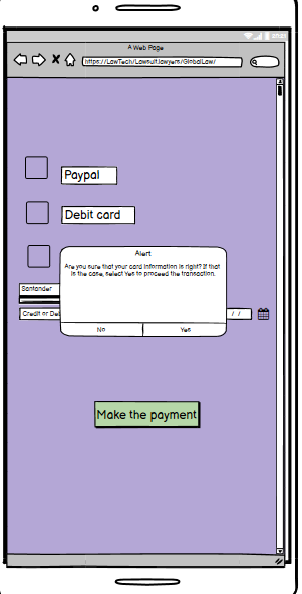 A Web Page
https://LawTech/Lawsuit.lawyers/GlobalLaw/
Paypal
Debit card
Alert:
Are you sure that your card information is right? If that
is the case, select Yes to proceed the transaction.
Santander
Credit or Deb
/ /
No
Yes
Make the payment